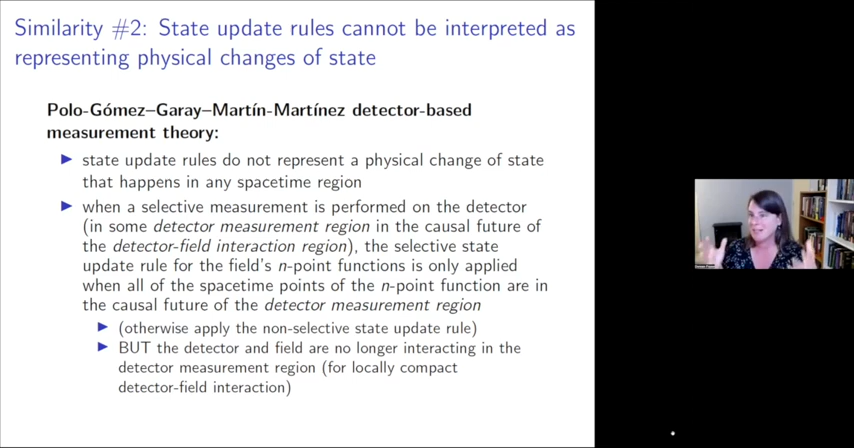 Similarity #2: State update rules cannot be interpreted as
representing physical changes of state
Polo-Gómez–Garay–Martín-Martínez detector-based
measurement theory:
▶ state update rules do not represent a physical change of state
that happens in any spacetime region
▶ when a selective measurement is performed on the detector
(in some detector measurement region in the causal future of
the detector-field interaction region), the selective state
update rule for the field's n-point functions is only applied
when all of the spacetime points of the n-point function are in
the causal future of the detector measurement region
▶ (otherwise apply the non-selective state update rule)
▶ BUT the detector and field are no longer interacting in the
detector measurement region (for locally compact
detector-field interaction)